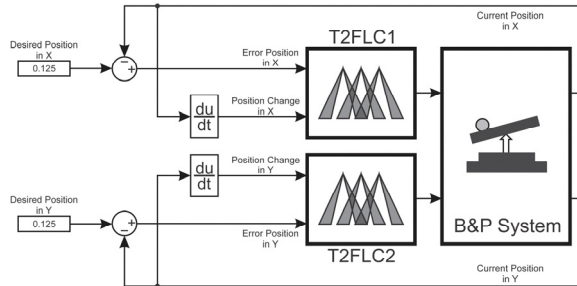 Current Position
in X
T2FLC1
Desired Position
in X
0.125
−
+
Error Position
in X
du
dt
Position Change
in X
du
dt
Position Change
in Y
Desired Position
in Y
0.125
+
−
Error Position
in Y
T2FLC2
B&P System
Current Position
in Y